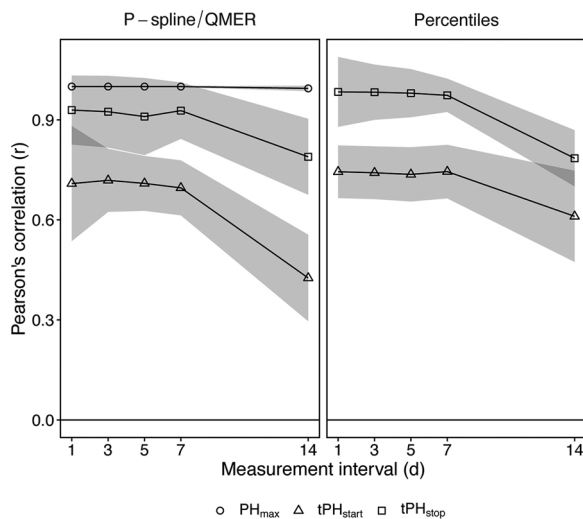 P–spline/QMER
Percentiles
Pearson's correlation (r)
0.9
0.6
0.3
0.0
1 3 5 7 14
1 3 5 7 14
Measurement interval (d)
PHmax tPHstart tPHstop